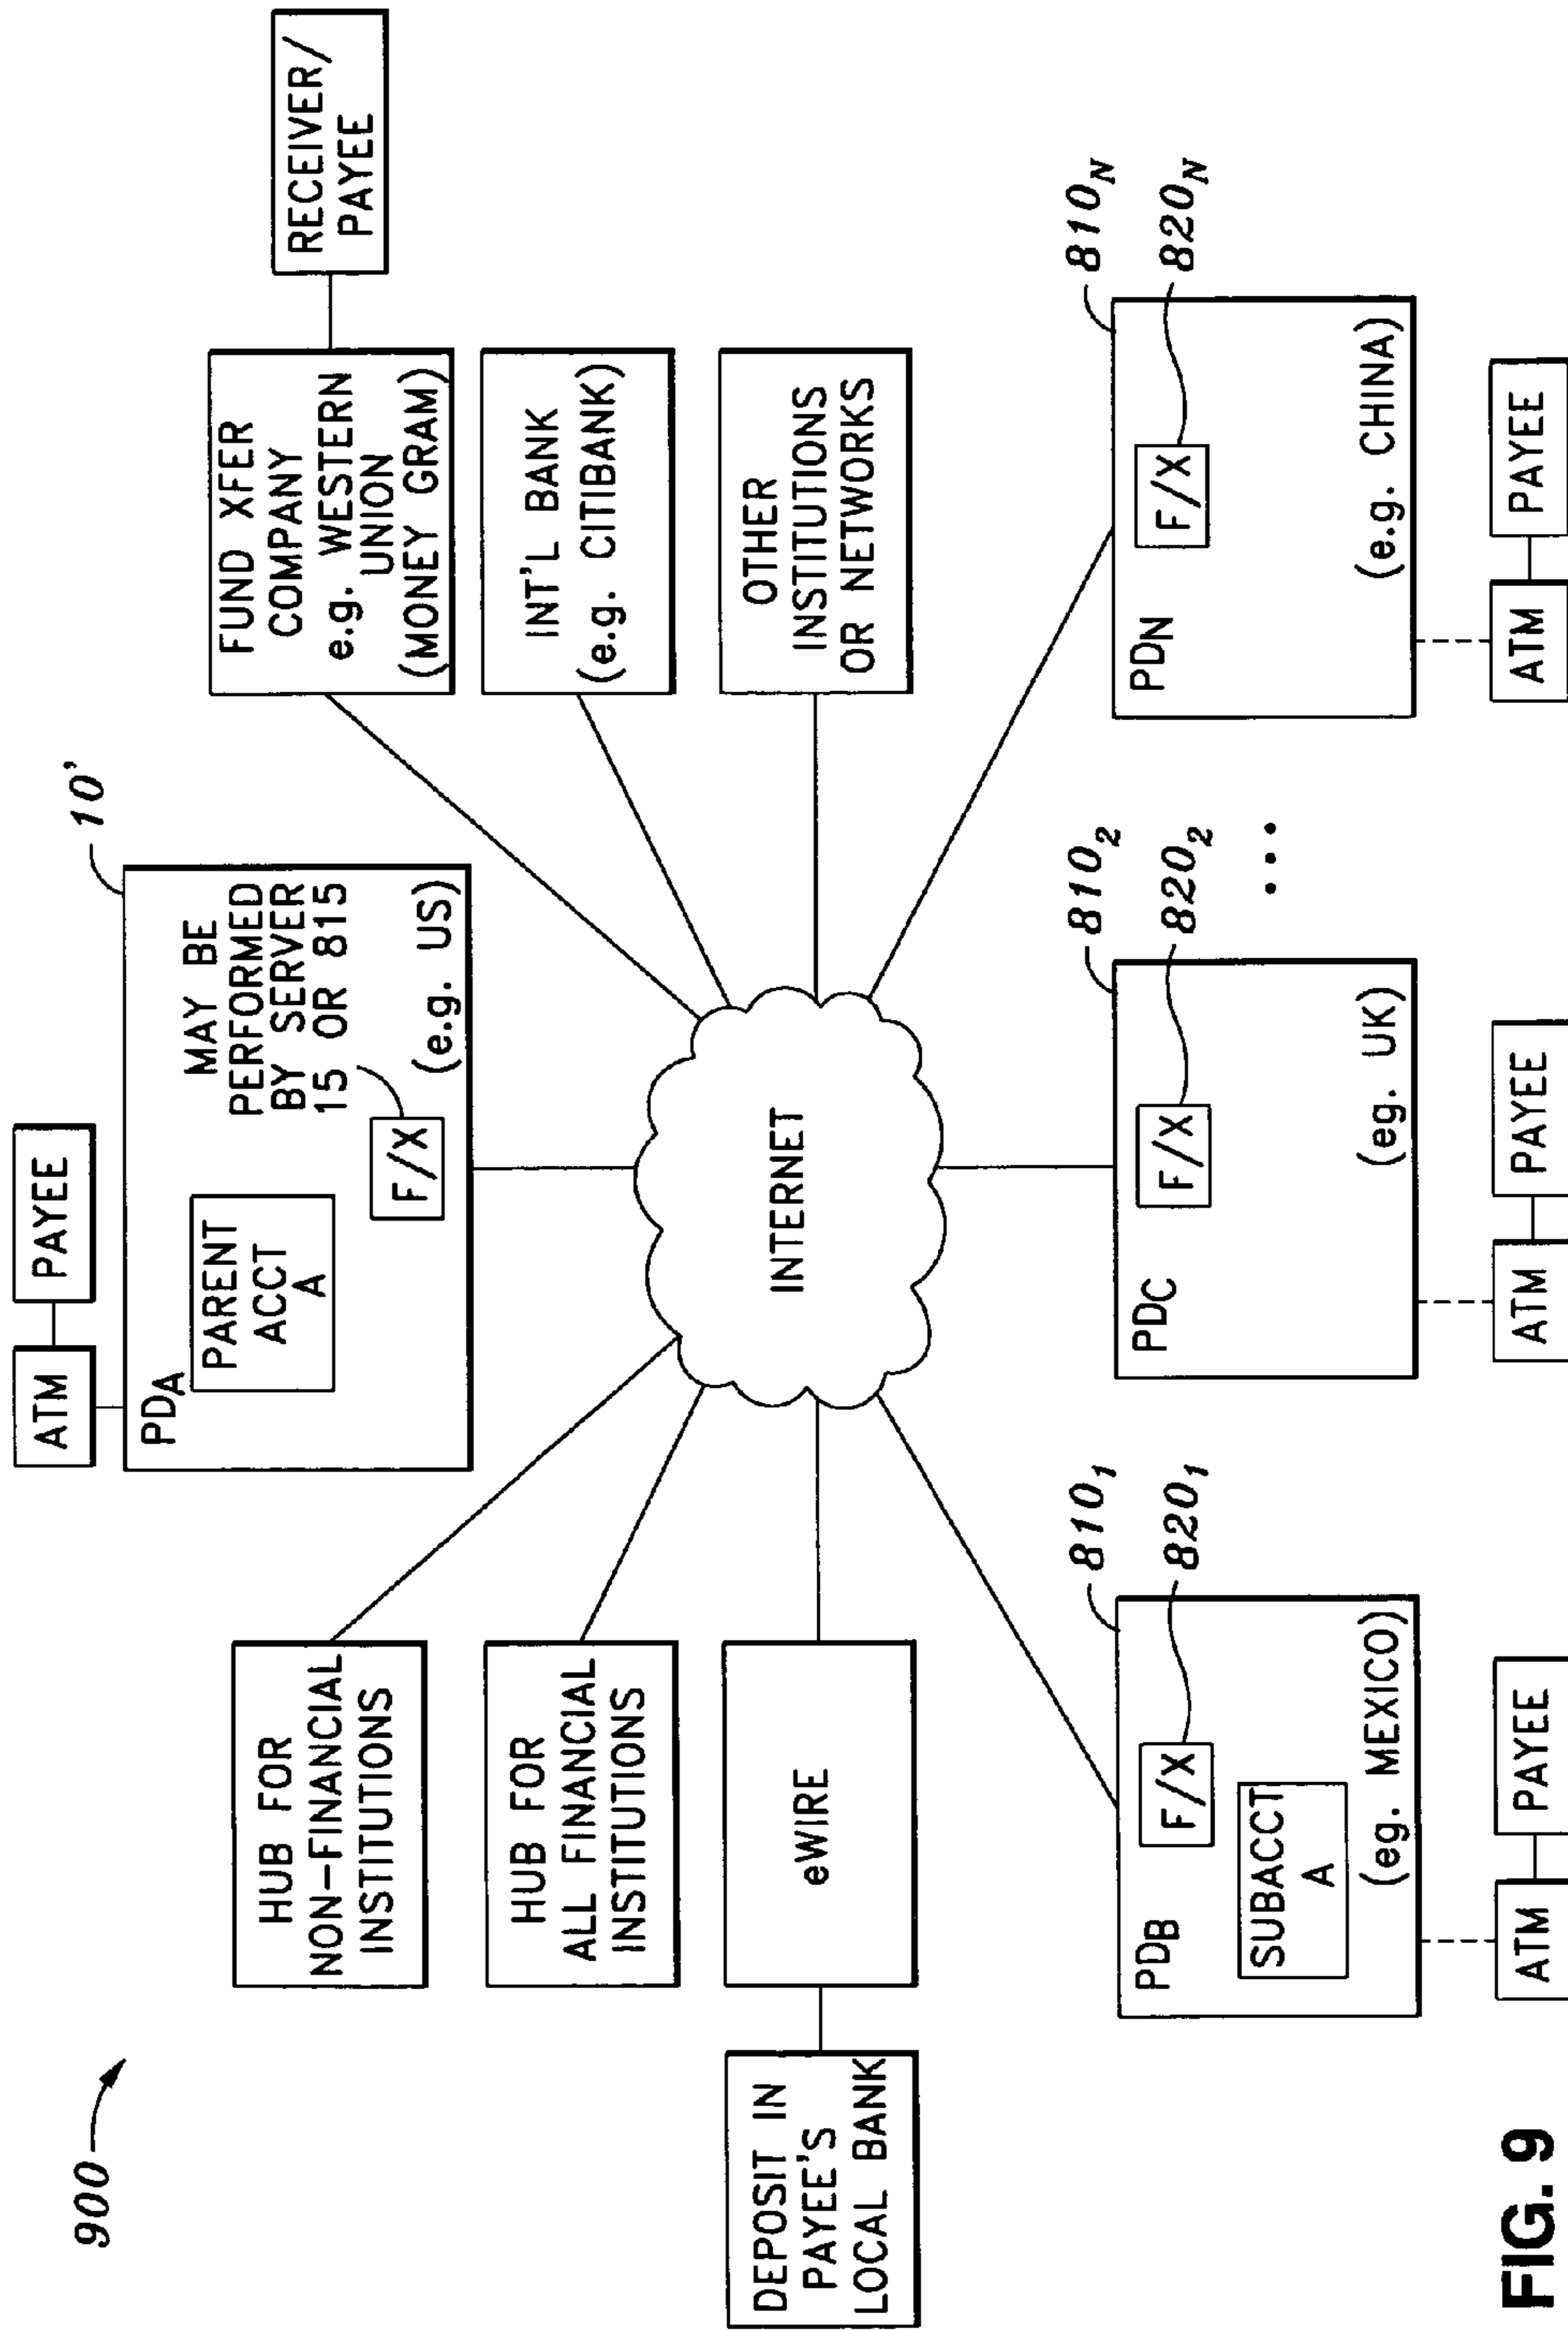 900
ATM
PAYEE
10'
PDA
PARENT
ACCT
A
MAY BE
PERFORMED
BY SERVER
15 OR 815
F/X
(e.g. US)
HUB FOR
NON-FINANCIAL
INSTITUTIONS
HUB FOR
ALL FINANCIAL
INSTITUTIONS
eWIRE
DEPOSIT IN
PAYEE'S
LOCAL BANK
INTERNET
FUND XFER
COMPANY
e.g. WESTERN
UNION
(MONEY GRAM)
RECEIVER/
PAYEE
INT'L BANK
(e.g. CITIBANK)
OTHER
INSTITUTIONS
OR NETWORKS
810₁
820₁
PDB
F/X
SUBACCT
A
(eg. MEXICO)
ATM
PAYEE
810₂
820₂
PDC
F/X
(eg. UK)
ATM
PAYEE
...
810N
820N
PDN
F/X
(e.g. CHINA)
ATM
PAYEE
FIG. 9